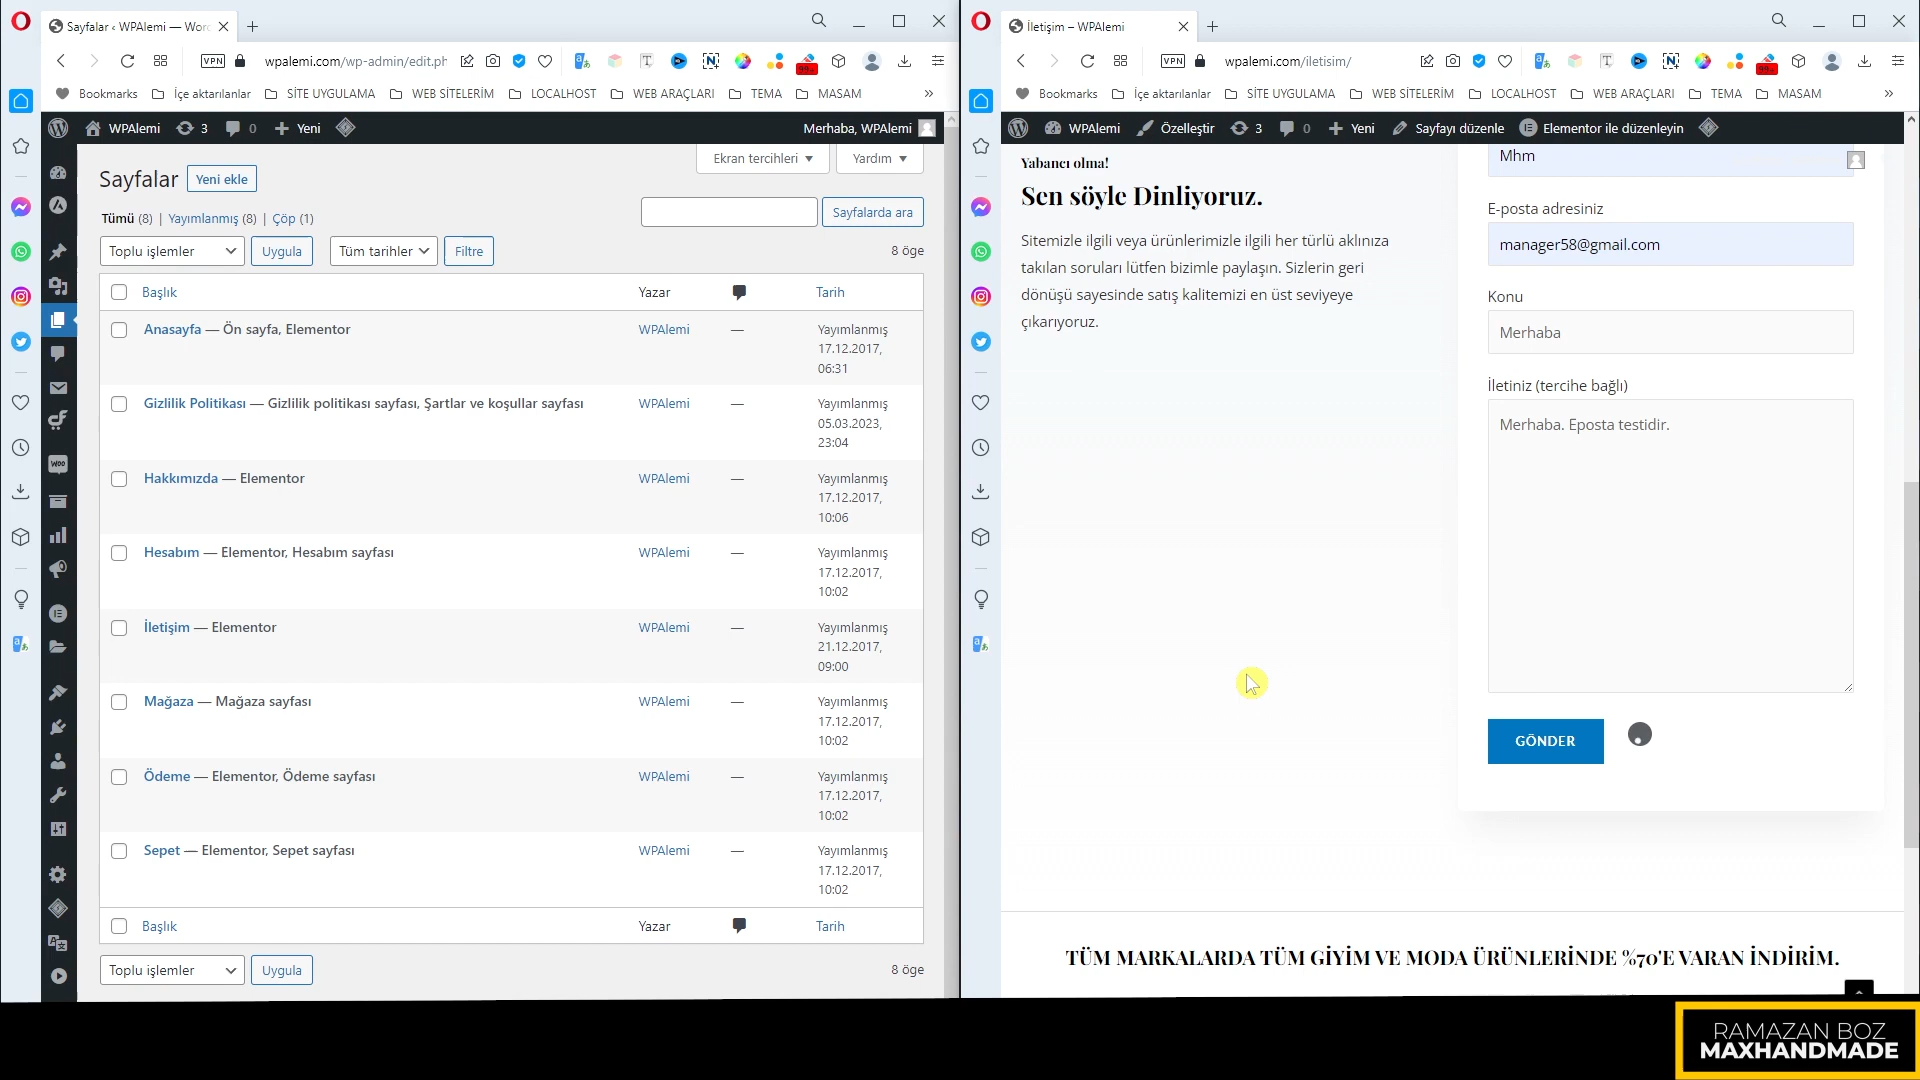 Sayfalar ‹ WPAlemi — Wor
VPN
wpalemi.com/wp-admin/edit.ph
99+
Bookmarks
İçe aktarılanlar
SİTE UYGULAMA
WEB SİTELERİM
LOCALHOST
WEB ARAÇLARI
TEMA
MASAM
WPAlemi
3
0
Yeni
Merhaba, WPAlemi
Sayfalar
Yeni ekle
Ekran tercihleri
Yardım
Tümü (8) | Yayımlanmış (8) | Çöp (1)
Sayfalarda ara
Toplu işlemler
Uygula
Tüm tarihler
Filtre
8 öge
Başlık
Yazar
Tarih
Anasayfa — Ön sayfa, Elementor
WPAlemi
—
Yayımlanmış
17.12.2017,
06:31
Gizlilik Politikası — Gizlilik politikası sayfası, Şartlar ve koşullar sayfası
WPAlemi
—
Yayımlanmış
05.03.2023,
23:04
Hakkımızda — Elementor
WPAlemi
—
Yayımlanmış
17.12.2017,
10:06
Hesabım — Elementor, Hesabım sayfası
WPAlemi
—
Yayımlanmış
17.12.2017,
10:02
İletişim — Elementor
WPAlemi
—
Yayımlanmış
21.12.2017,
09:00
Mağaza — Mağaza sayfası
WPAlemi
—
Yayımlanmış
17.12.2017,
10:02
Ödeme — Elementor, Ödeme sayfası
WPAlemi
—
Yayımlanmış
17.12.2017,
10:02
Sepet — Elementor, Sepet sayfası
WPAlemi
—
Yayımlanmış
17.12.2017,
10:02
Başlık
Yazar
Tarih
Toplu işlemler
Uygula
8 öge
İletişim – WPAlemi
VPN
wpalemi.com/iletisim/
99+
Bookmarks
İçe aktarılanlar
SİTE UYGULAMA
WEB SİTELERİM
LOCALHOST
WEB ARAÇLARI
TEMA
MASAM
WPAlemi
Özelleştir
3
0
Yeni
Sayfayı düzenle
Elementor ile düzenleyin
Yabancı olma!
Sen söyle Dinliyoruz.
Sitemizle ilgili veya ürünlerimizle ilgili her türlü aklınıza
takılan soruları lütfen bizimle paylaşın. Sizlerin geri
dönüşü sayesinde satış kalitemizi en üst seviyeye
çıkarıyoruz.
Mhm
E-posta adresiniz
manager58@gmail.com
Konu
Merhaba
İletiniz (tercihe bağlı)
Merhaba. Eposta testidir.
GÖNDER
TÜM MARKALARDA TÜM GİYİM VE MODA ÜRÜNLERİNDE %70'E VARAN İNDİRİM.
RAMAZAN BOZ
MAXHANDMADE